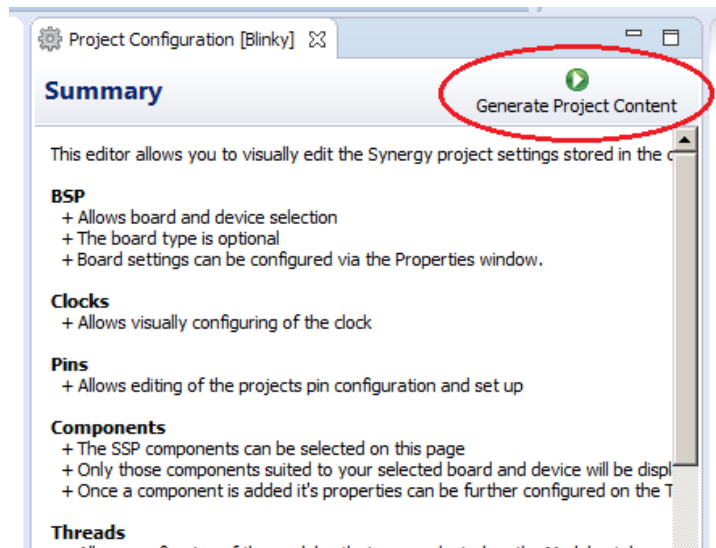 Project Configuration [Blinky]
Summary
Generate Project Content
This editor allows you to visually edit the Synergy project settings stored in the
BSP
+ Allows board and device selection
+ The board type is optional
+ Board settings can be configured via the Properties window.
Clocks
+ Allows visually configuring of the clock
Pins
+ Allows editing of the projects pin configuration and set up
Components
+ The SSP components can be selected on this page
+ Only those components suited to your selected board and device will be displ
+ Once a component is added it's properties can be further configured on the T
Threads